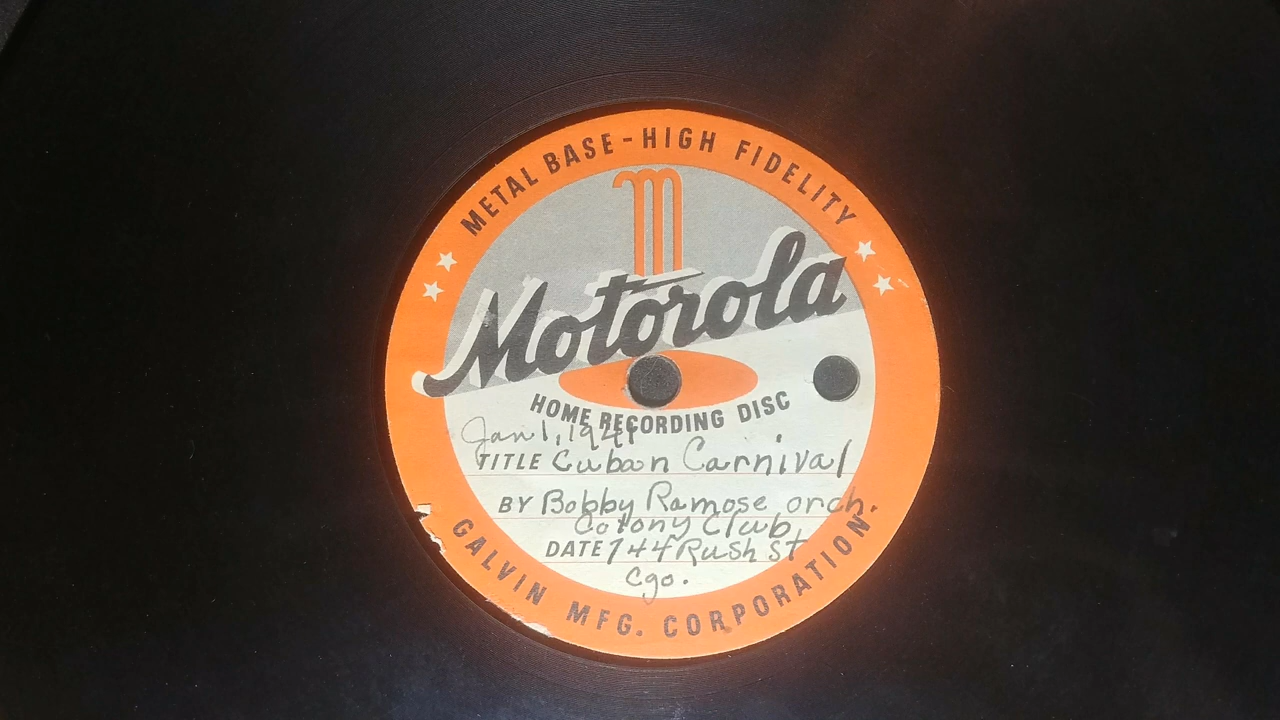 METAL BASE - HIGH FIDELITY
m
Motorola
HOME RECORDING DISC
Jan 1, 1941
TITLE Cuban Carnival
BY Bobby Ramose orch.
Colony Club
DATE 744 Rush St
Cgo.
GALVIN MFG. CORPORATION.